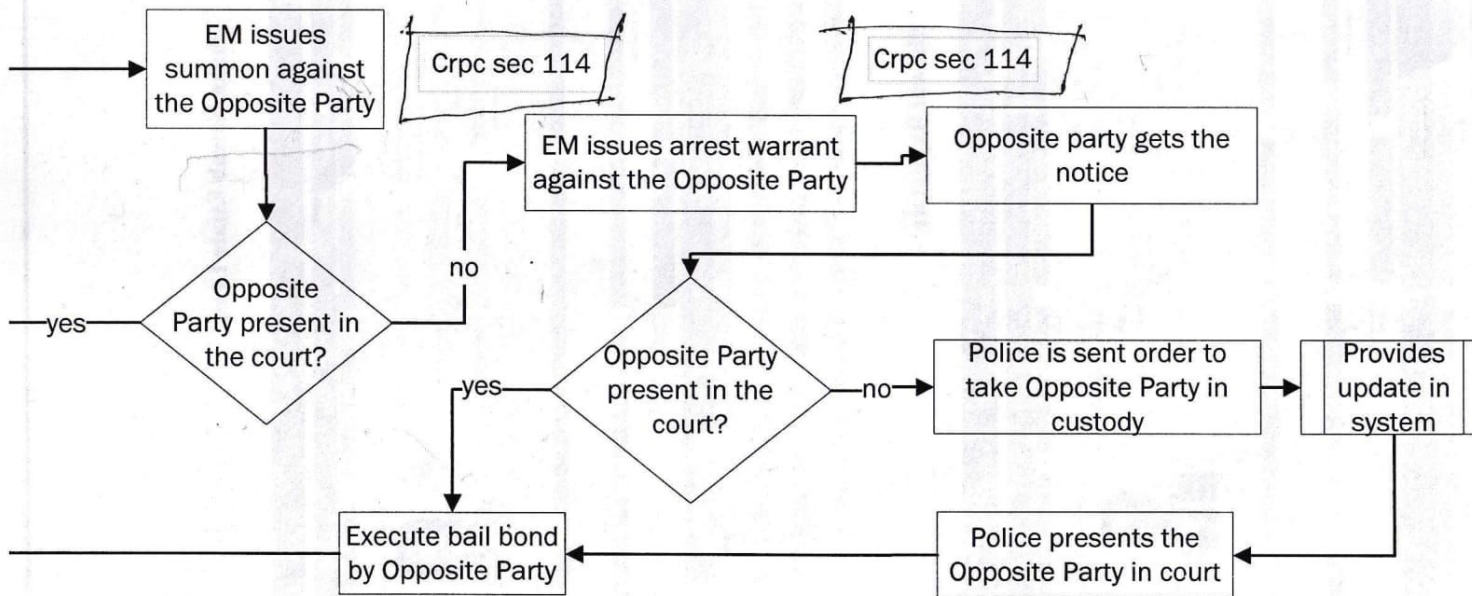 EM issues
summon against
the Opposite Party
Crpc sec 114
Crpc sec 114
EM issues arrest warrant
against the Opposite Party
Opposite party gets the
notice
no
Opposite
Party present in
the court?
yes
Opposite Party
present in the
court?
yes
no
Police is sent order to
take Opposite Party in
custody
Provides
update in
system
Execute bail bond
by Opposite Party
Police presents the
Opposite Party in court